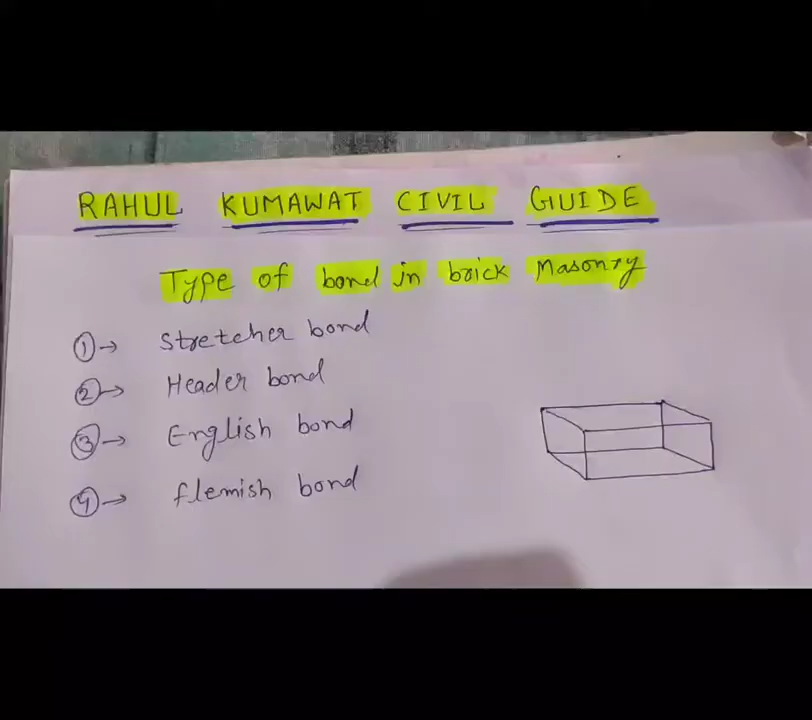 RAHUL KUMAWAT CIVIL GUIDE
Type of bond in brick Masonry
1→ Stretcher bond
2→ Header bond
3→ English bond
4→ flemish bond